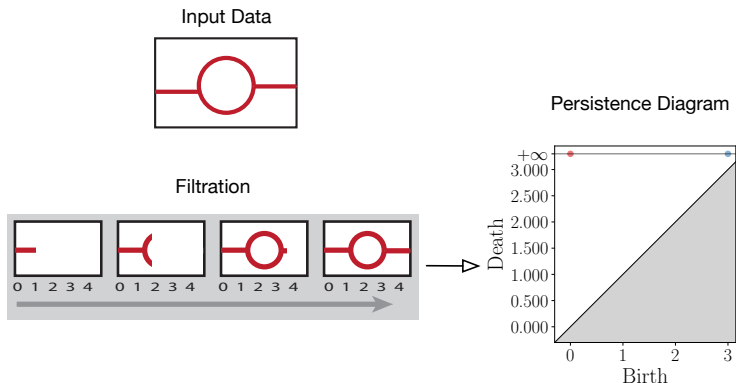 Input Data
Filtration
0 1 2 3 4
0 1 2 3 4
0 1 2 3 4
0 1 2 3 4
Persistence Diagram
+∞
3.000
2.500
2.000
1.500
1.000
0.500
0.000
Death
0 1 2 3
Birth